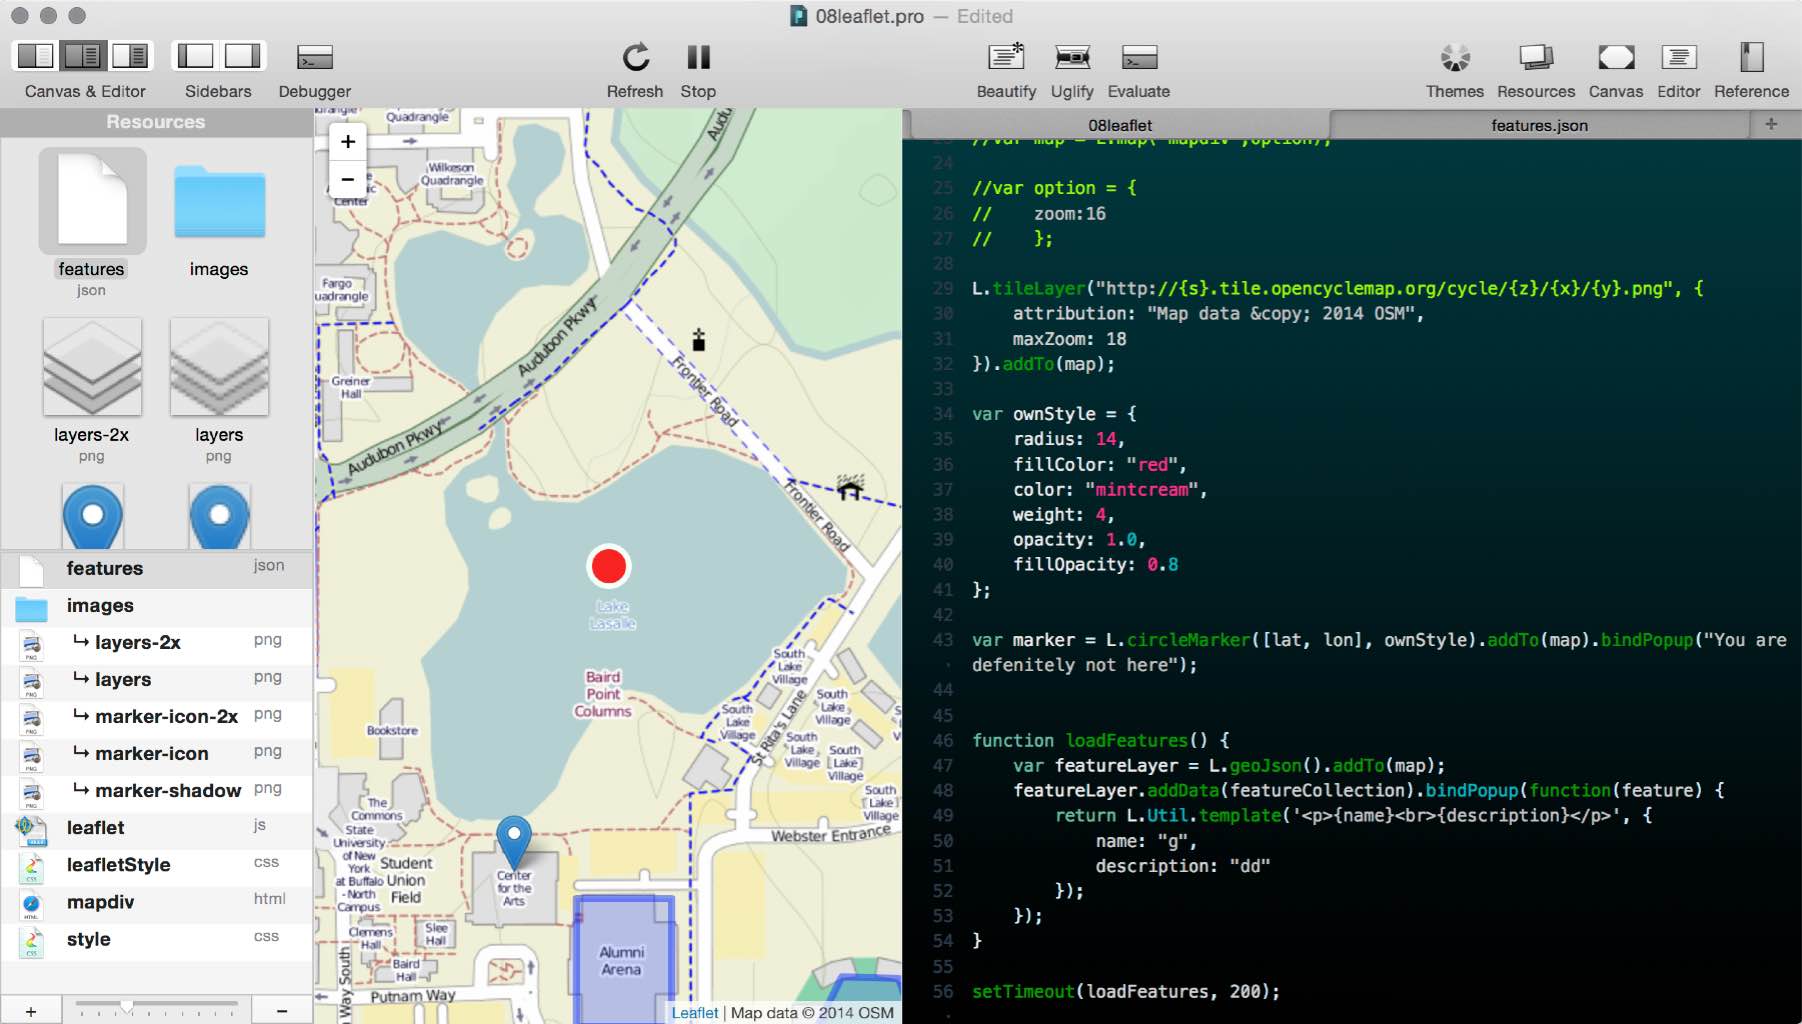 08leaflet.pro — Edited
Canvas & Editor
Sidebars
Debugger
Refresh
Stop
Beautify
Uglify
Evaluate
Themes
Resources
Canvas
Editor
Reference
Resources
features
json
images
layers-2x
png
layers
png
features json
images
↳ layers-2x png
↳ layers png
↳ marker-icon-2x png
↳ marker-icon png
↳ marker-shadow png
leaflet js
leafletStyle css
mapdiv html
style css
+
−
+
−
Quadrangle
Wilkeson
Quadrangle
Center
Fargo
Greiner
Hall
Audubon Pkwy
Audubon Pkwy
Frontier Road
Frontier Road
Lake
Lasalle
Baird
Point
Columns
Bookstore
South
Lake
Village
South
Lake
Village
South
Lake
Village
South
Lake
Village
South
[Lake]
Village
South
[Lake]
Village
St Rita's Lane
Webster Entrance
The
Commons
State
University
of New
York
at Buffalo
- North
Campus
Student
Union
Field
Center
for the
Arts
Clemens
Hall
Slee
Hall
Baird
Hall
Alumni
Arena
Putnam Way
Way South
Leaflet | Map data © 2014 OSM
08leaflet
features.json
+
//var map = L.map( mapdiv ,option);
24
25 //var option = {
26 //    zoom:16
27 //    };
28
29 L.tileLayer("http://{s}.tile.opencyclemap.org/cycle/{z}/{x}/{y}.png", {
30     attribution: "Map data &copy; 2014 OSM",
31     maxZoom: 18
32 }).addTo(map);
33
34 var ownStyle = {
35     radius: 14,
36     fillColor: "red",
37     color: "mintcream",
38     weight: 4,
39     opacity: 1.0,
40     fillOpacity: 0.8
41 };
42
43 var marker = L.circleMarker([lat, lon], ownStyle).addTo(map).bindPopup("You are
defenitely not here");
44
45
46 function loadFeatures() {
47     var featureLayer = L.geoJson().addTo(map);
48     featureLayer.addData(featureCollection).bindPopup(function(feature) {
49         return L.Util.template('<p>{name}<br>{description}</p>', {
50             name: "g",
51             description: "dd"
52         });
53     });
54 }
55
56 setTimeout(loadFeatures, 200);